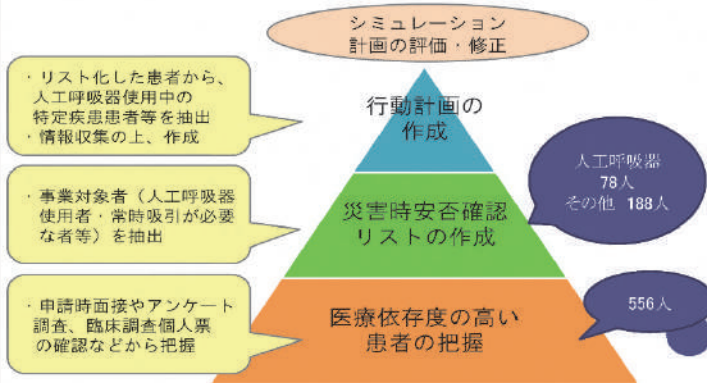 シミュレーション
計画の評価・修正
・リスト化した患者から、
人工呼吸器使用中の
特定疾患患者等を抽出
・情報収集の上、作成
行動計画の
作成
人工呼吸器
78人
その他 188人
・事業対象者（人工呼吸器
使用者・常時吸引が必要
な者等）を抽出
災害時安否確認
リストの作成
・申請時面接やアンケート
調査、臨床調査個人票
の確認などから把握
医療依存度の高い
患者の把握
556人